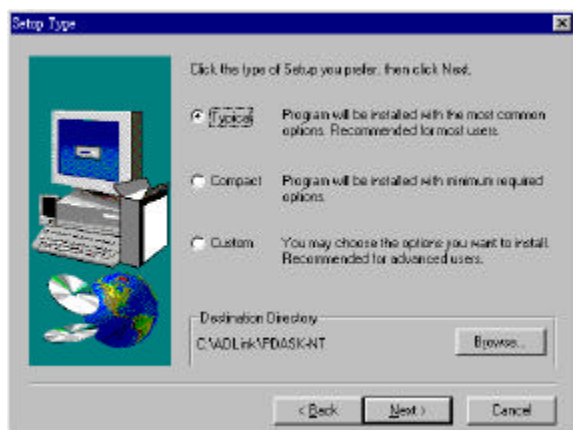 Setup Type
Click the type of Setup you prefer, then click Next.
Typical
Program will be installed with the most common
options. Recommended for most users.
Compact
Program will be installed with minimum required
options.
Custom
You may choose the options you want to install.
Recommended for advanced users.
Destination Directory
C:\ADLink\PDASK-NT
Browse...
< Back
Next >
Cancel